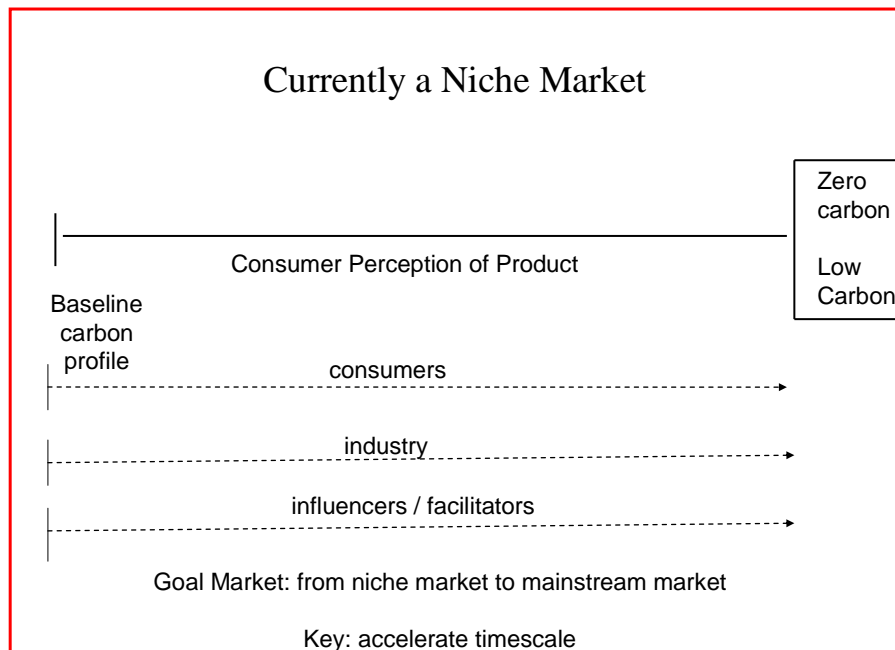 Currently a Niche Market
Zero
carbon
Low
Carbon
Consumer Perception of Product
Baseline
carbon
profile
consumers
industry
influencers / facilitators
Goal Market: from niche market to mainstream market
Key: accelerate timescale